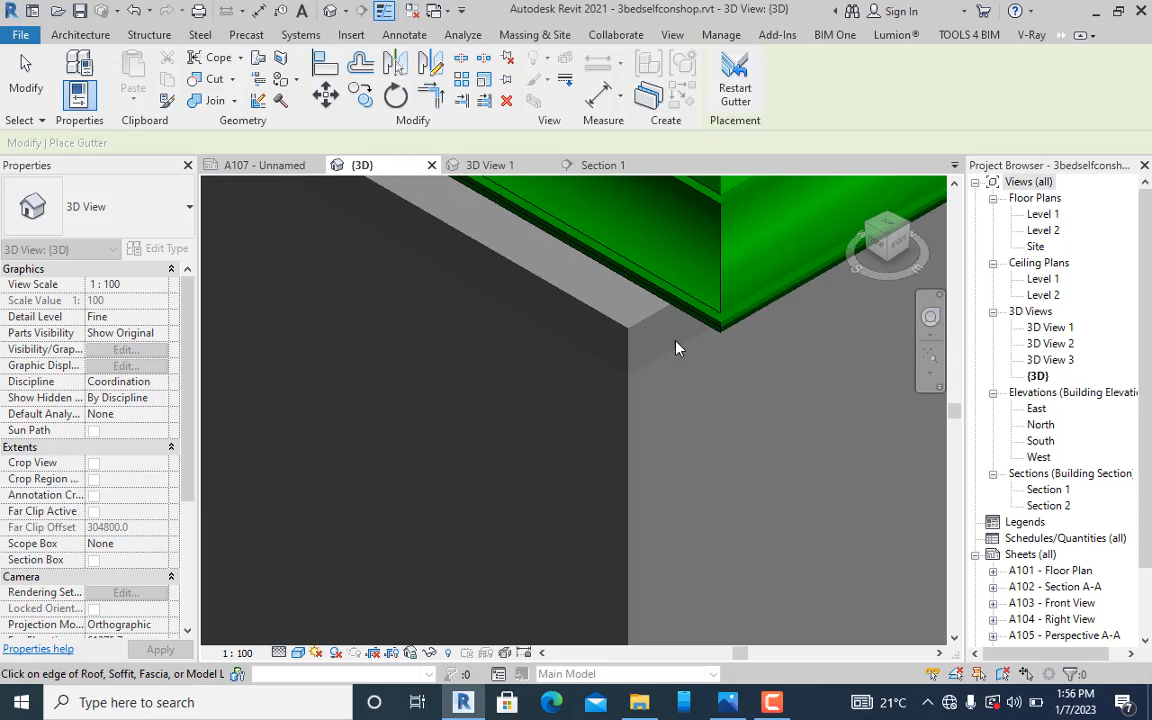 Autodesk Revit 2021 - 3bedselfconshop.rvt - 3D View: {3D}
Sign In
File Architecture Structure Steel Precast Systems Insert Annotate Analyze Massing & Site Collaborate View Manage Add-Ins BIM One Lumion® TOOLS 4 BIM V-Ray
Modify Properties Paste Cope Cut Join Restart Gutter
Select Properties Clipboard Geometry Modify View Measure Create Placement
Modify | Place Gutter
Properties
A107 - Unnamed {3D} 3D View 1 Section 1
Project Browser - 3bedselfconsh...
3D View
3D View: {3D} Edit Type
Graphics
View Scale 1 : 100
Scale Value 1: 100
Detail Level Fine
Parts Visibility Show Original
Visibility/Grap... Edit...
Graphic Displ... Edit...
Discipline Coordination
Show Hidden By Discipline
Default Analy... None
Sun Path
Extents
Crop View
Crop Region ...
Annotation Cr...
Far Clip Active
Far Clip Offset 304800.0
Scope Box None
Section Box
Camera
Rendering Set... Edit...
Locked Orient...
Projection Mo... Orthographic
Properties help Apply
Views (all)
Floor Plans
Level 1
Level 2
Site
Ceiling Plans
Level 1
Level 2
3D Views
3D View 1
3D View 2
3D View 3
{3D}
Elevations (Building Elevati
East
North
South
West
Sections (Building Section)
Section 1
Section 2
Legends
Schedules/Quantities (all)
Sheets (all)
A101 - Floor Plan
A102 - Section A-A
A103 - Front View
A104 - Right View
A105 - Perspective A-A
1 : 100
Click on edge of Roof, Soffit, Fascia, or Model L
:0 Main Model :0
Type here to search
21°C
1:56 PM
1/7/2023